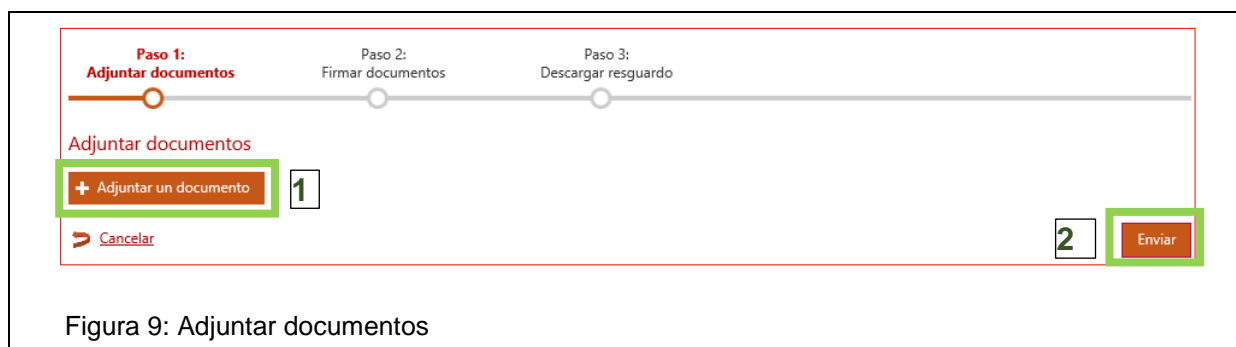 Paso 1:
Adjuntar documentos
Paso 2:
Firmar documentos
Paso 3:
Descargar resguardo
Adjuntar documentos
+ Adjuntar un documento
1
Cancelar
2
Enviar
Figura 9: Adjuntar documentos